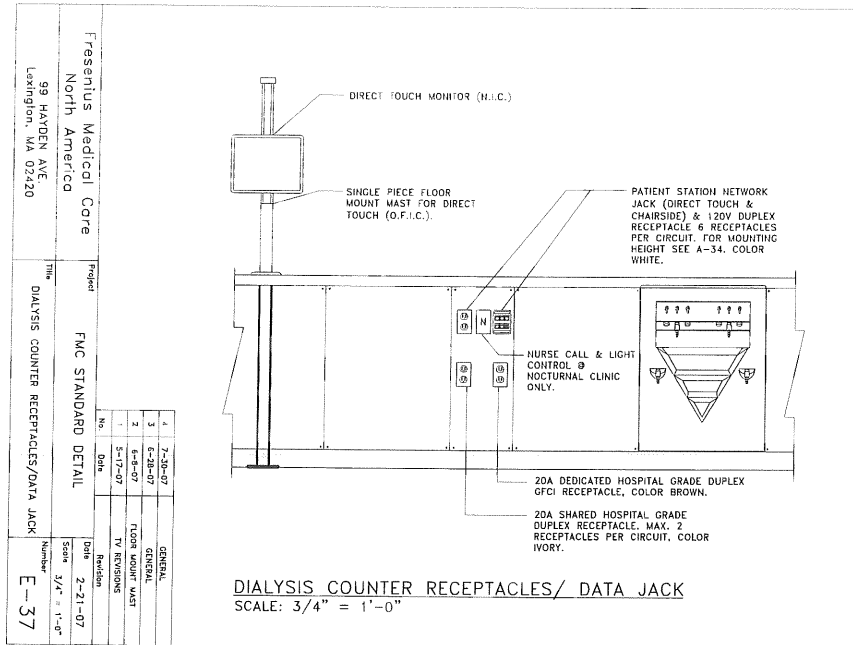 DIRECT TOUCH MONITOR (N.I.C.)
SINGLE PIECE FLOOR
MOUNT MAST FOR DIRECT
TOUCH (O.F.I.C.).
PATIENT STATION NETWORK
JACK (DIRECT TOUCH &
CHAIRSIDE) & 120V DUPLEX
RECEPTACLE 6 RECEPTACLES
PER CIRCUIT. FOR MOUNTING
HEIGHT SEE A-34. COLOR
WHITE.
N
NURSE CALL & LIGHT
CONTROL @
NOCTURNAL CLINIC
ONLY.
20A DEDICATED HOSPITAL GRADE DUPLEX
GFCI RECEPTACLE, COLOR BROWN.
20A SHARED HOSPITAL GRADE
DUPLEX RECEPTACLE. MAX. 2
RECEPTACLES PER CIRCUIT, COLOR
IVORY.
DIALYSIS COUNTER RECEPTACLES/ DATA JACK
SCALE: 3/4" = 1'-0"
Fresenius Medical Care
North America
99 HAYDEN AVE.
Lexington, MA 02420
Project
FMC STANDARD DETAIL
Title
DIALYSIS COUNTER RECEPTACLES/DATA JACK
4 7-30-07 GENERAL
3 6-28-07 GENERAL
2 6-8-07 FLOOR MOUNT MAST
1 5-17-07 TV REVISIONS
No. Date Revision
Date 2-21-07
Scale 3/4" = 1'-0"
Number
E-37